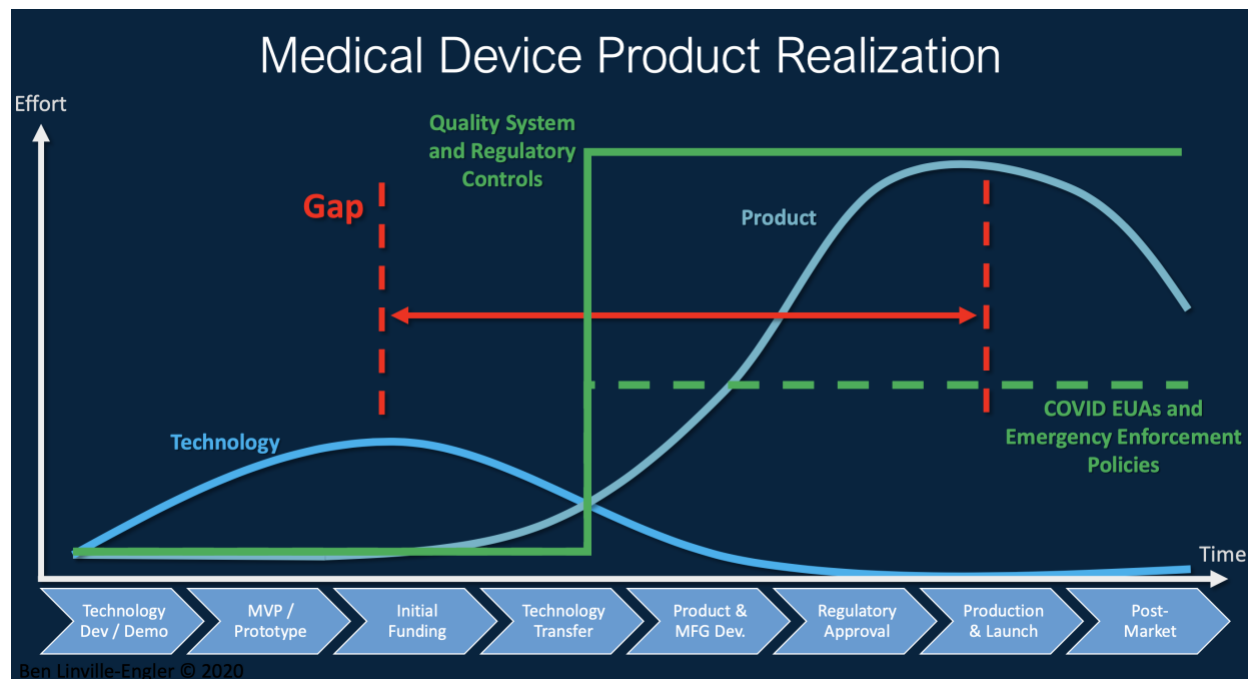 Medical Device Product Realization
Effort
Quality System
and Regulatory
Controls
Gap
Product
Technology
COVID EUAs and
Emergency Enforcement
Policies
Time
Technology
Dev / Demo
MVP /
Prototype
Initial
Funding
Technology
Transfer
Product &
MFG Dev.
Regulatory
Approval
Production
& Launch
Post-
Market
Ben Linville-Engler © 2020